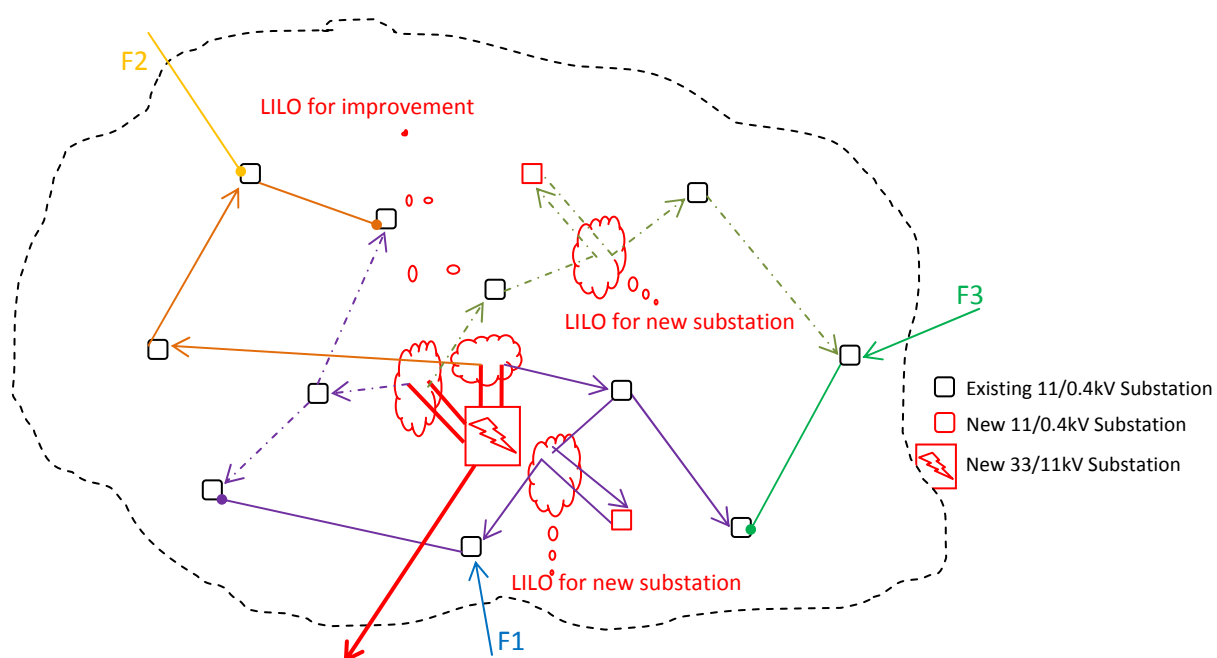 F2
LILO for improvement
LILO for new substation
F3
Existing 11/0.4kV Substation
New 11/0.4kV Substation
New 33/11kV Substation
LILO for new substation
F1